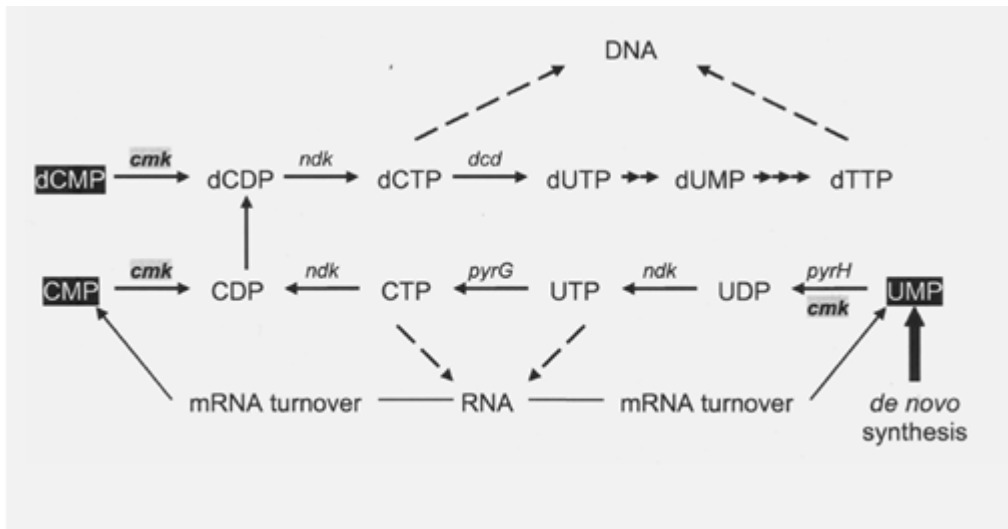 DNA
cmk ndk dcd
dCMP dCDP dCTP dUTP dUMP dTTP
cmk ndk pyrG ndk pyrH
CMP CDP CTP UTP UDP UMP
cmk
mRNA turnover RNA mRNA turnover de novo
synthesis